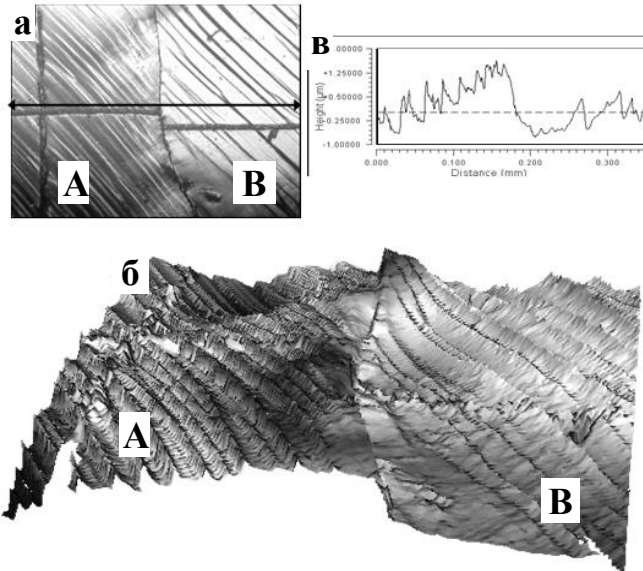 а
А
В
в
.00000
+1.25000
+0.50000
-0.25000
-1.00000
Height (µm)
0.000
0.100
0.200
0.300
Distance (mm)
б
А
В